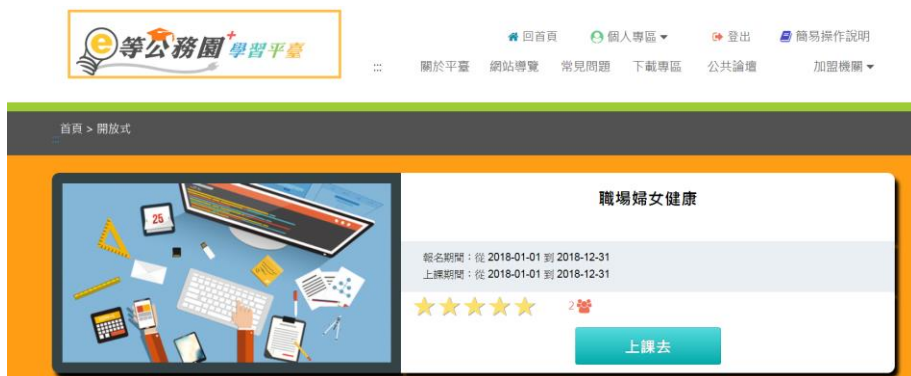 e等公務園+學習平臺
回首頁 個人專區 登出 簡易操作說明
::: 關於平臺 網站導覽 常見問題 下載專區 公共論壇 加盟機關
首頁 > 開放式
:::
25
職場婦女健康
報名期間：從 2018-01-01 到 2018-12-31
上課期間：從 2018-01-01 到 2018-12-31
2
上課去